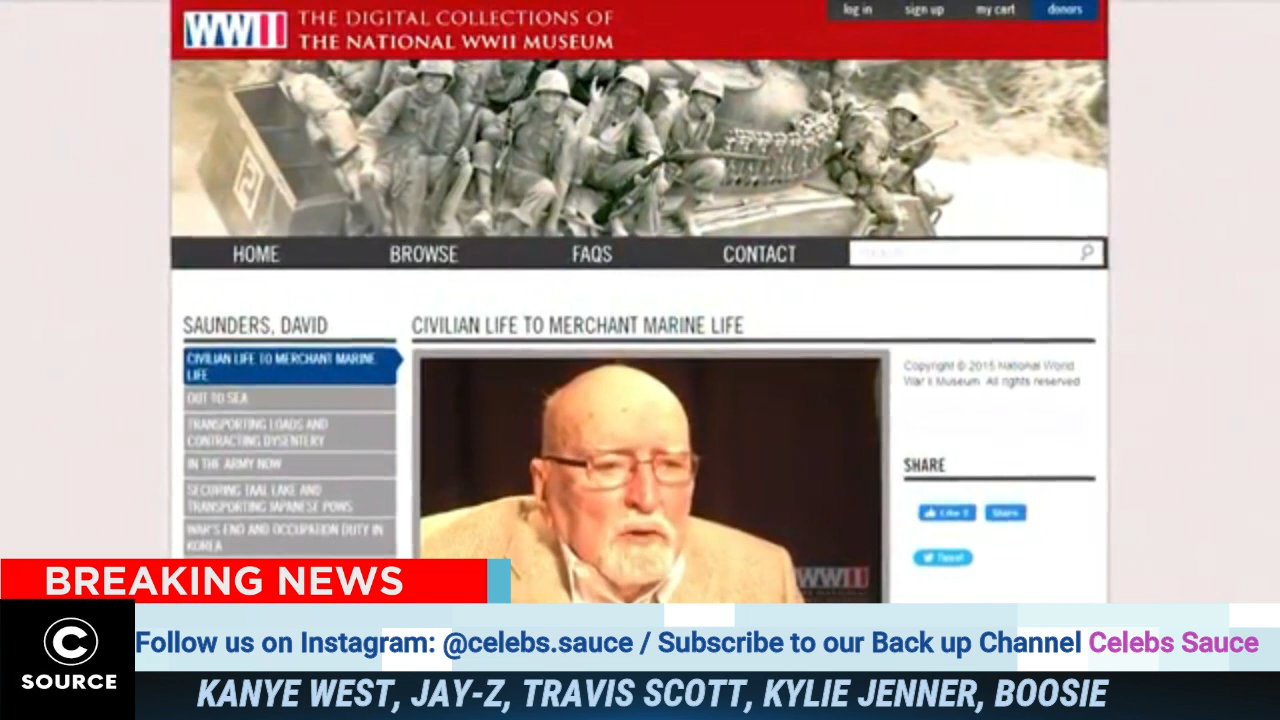 WWII THE DIGITAL COLLECTIONS OF
THE NATIONAL WWII MUSEUM
log in sign up my cart donors
HOME BROWSE FAQS CONTACT
SAUNDERS, DAVID
CIVILIAN LIFE TO MERCHANT MARINE
LIFE
OUT TO SEA
TRANSPORTING LOADS AND
CONTRACTING DYSENTERY
IN THE ARMY NOW
SECURING TAAL LAKE AND
TRANSPORTING JAPANESE POWS
WAR'S END AND OCCUPATION DUTY IN
KOREA
CIVILIAN LIFE TO MERCHANT MARINE LIFE
WWII
Copyright © 2015 National World
War II Museum. All rights reserved
SHARE
Like 0 Share
Tweet
BREAKING NEWS
C
SOURCE
Follow us on Instagram: @celebs.sauce / Subscribe to our Back up Channel Celebs Sauce
KANYE WEST, JAY-Z, TRAVIS SCOTT, KYLIE JENNER, BOOSIE